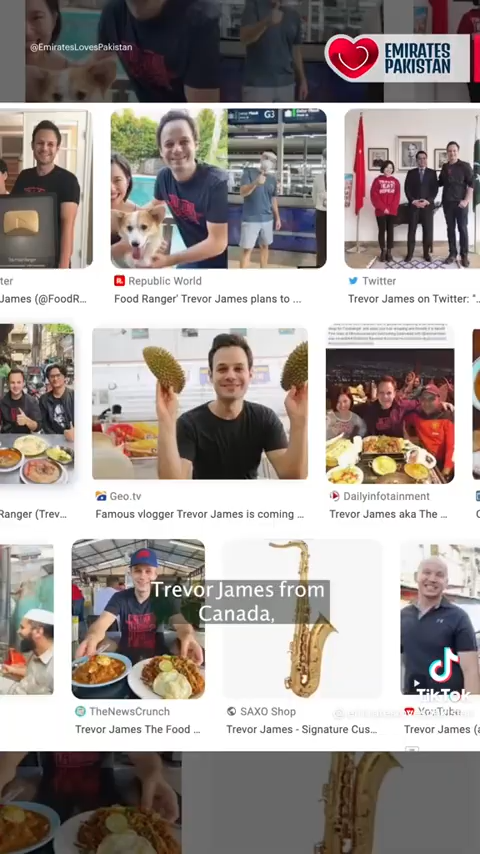 @EmiratesLovesPakistan
EMIRATES
PAKISTAN
G3
ter
Republic World
Twitter
James (@FoodR...
Food Ranger' Trevor James plans to ...
Trevor James on Twitter: "..
Geo.tv
Dailyinfotainment
Ranger (Trev...
Famous vlogger Trevor James is coming ...
Trevor James aka The ...
Trevor James from
Canada,
TikTok
TheNewsCrunch
SAXO Shop
YouTube
Trevor James The Food ...
Trevor James - Signature Cus...
Trevor James (a